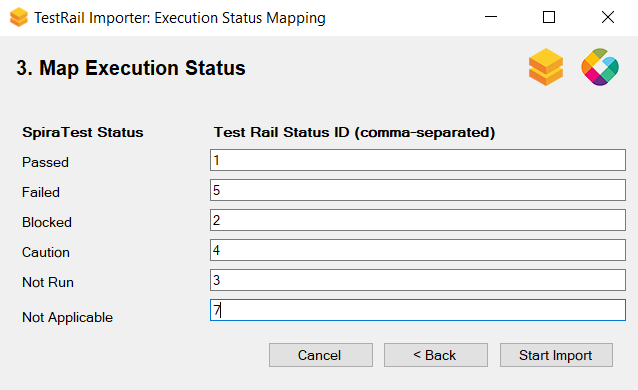 TestRail Importer: Execution Status Mapping
3. Map Execution Status
SpiraTest Status Test Rail Status ID (comma-separated)
Passed 1
Failed 5
Blocked 2
Caution 4
Not Run 3
Not Applicable 7
Cancel < Back Start Import